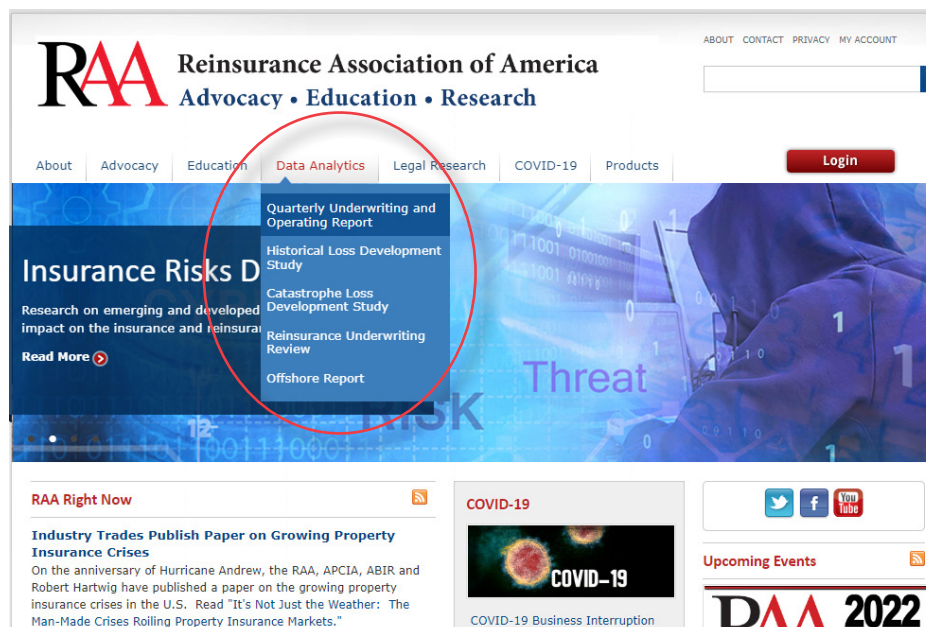 ABOUT CONTACT PRIVACY MY ACCOUNT
RAA
Reinsurance Association of America
Advocacy • Education • Research
About Advocacy Education Data Analytics Legal Research COVID-19 Products
Login
Quarterly Underwriting and
Operating Report
Historical Loss Development
Study
Catastrophe Loss
Development Study
Reinsurance Underwriting
Review
Offshore Report
Insurance Risks D
Research on emerging and developed
impact on the insurance and reinsura
Read More
Threat
RISK
RAA Right Now
Industry Trades Publish Paper on Growing Property
Insurance Crises
On the anniversary of Hurricane Andrew, the RAA, APCIA, ABIR and
Robert Hartwig have published a paper on the growing property
insurance crises in the U.S. Read "It's Not Just the Weather: The
Man-Made Crises Roiling Property Insurance Markets."
COVID-19
COVID-19
COVID-19 Business Interruption
You
Tube
Upcoming Events
RAA 2022